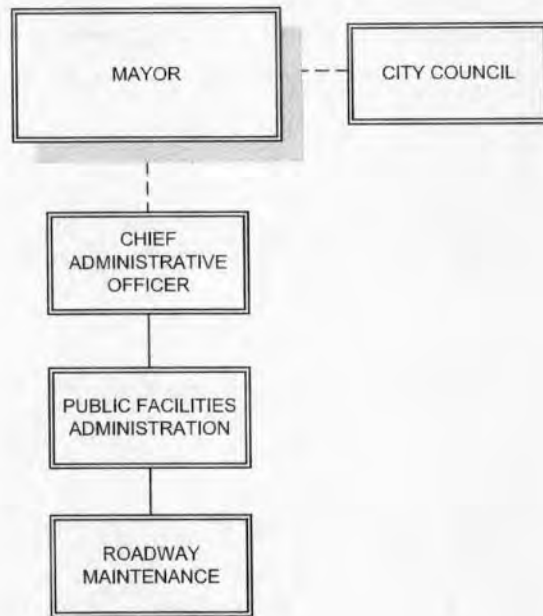 MAYOR
CITY COUNCIL
CHIEF
ADMINISTRATIVE
OFFICER
PUBLIC FACILITIES
ADMINISTRATION
ROADWAY
MAINTENANCE